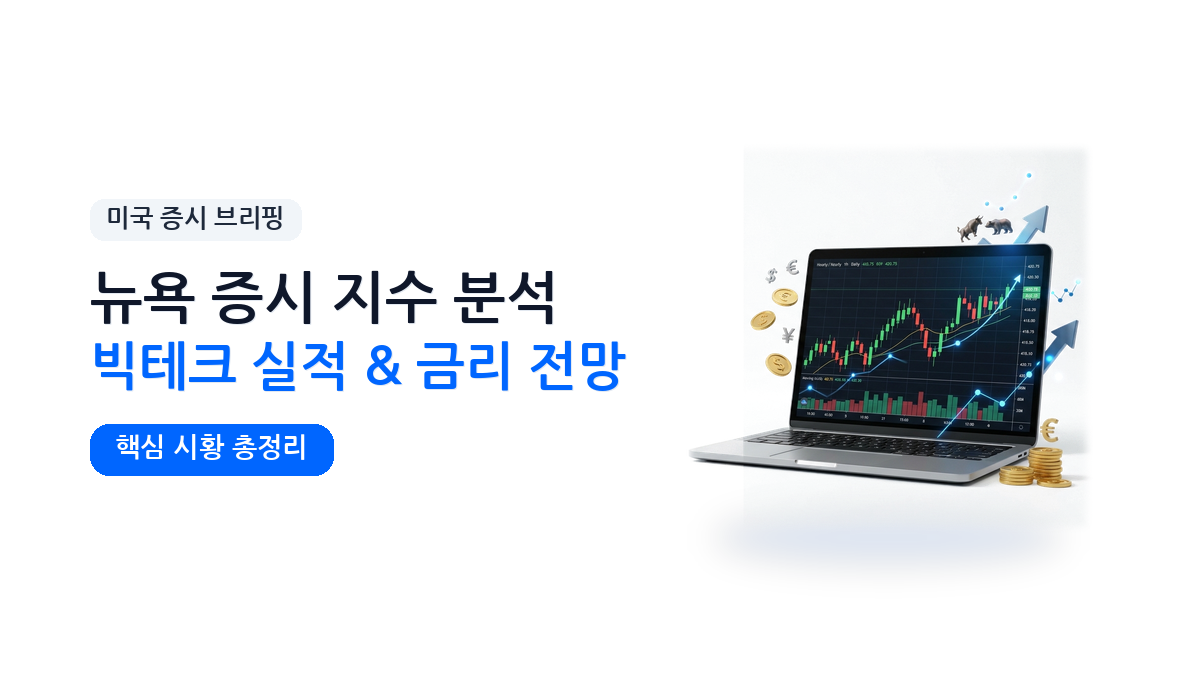 미국 증시 브리핑
뉴욕 증시 지수 분석
빅테크 실적 & 금리 전망
핵심 시황 총정리